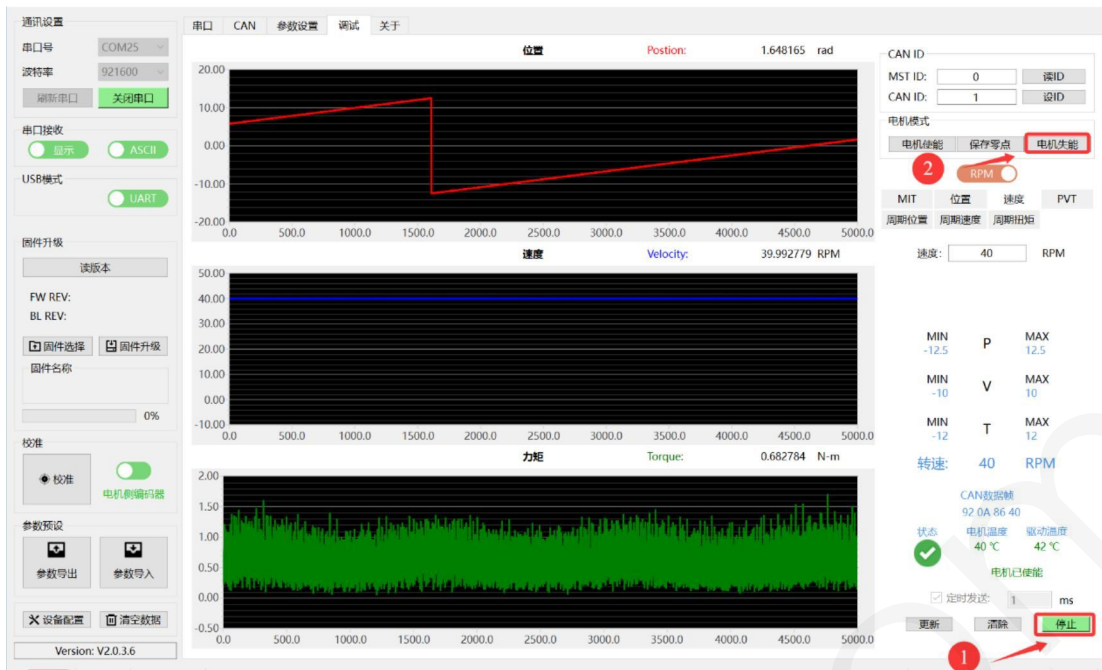 通讯设置
串口号 COM25
波特率 921600
刷新串口 关闭串口
串口接收
显示 ASCII
USB模式
UART
固件升级
读版本
FW REV:
BL REV:
固件选择 固件升级
固件名称
0%
校准
校准
电机侧编码器
参数预设
参数导出 参数导入
设备配置 清空数据
Version: V2.0.3.6
串口 CAN 参数设置 调试 关于
位置 Postion: 1.648165 rad
20.00
10.00
0.00
-10.00
-20.00
0.0 500.0 1000.0 1500.0 2000.0 2500.0 3000.0 3500.0 4000.0 4500.0 5000.0
速度 Velocity: 39.992779 RPM
50.00
40.00
30.00
20.00
10.00
0.00
-10.00
0.0 500.0 1000.0 1500.0 2000.0 2500.0 3000.0 3500.0 4000.0 4500.0 5000.0
力矩 Torque: 0.682784 N-m
2.00
1.50
1.00
0.50
0.00
-0.50
0.0 500.0 1000.0 1500.0 2000.0 2500.0 3000.0 3500.0 4000.0 4500.0 5000.0
CAN ID
MST ID: 0 读ID
CAN ID: 1 设ID
电机模式
电机使能 保存零点 电机失能
2
RPM
MIT 位置 速度 PVT
周期位置 周期速度 周期扭矩
速度: 40 RPM
MIN P MAX
-12.5 12.5
MIN V MAX
-10 10
MIN T MAX
-12 12
转速: 40 RPM
CAN数据帧
92 0A 86 40
状态 电机温度 驱动温度
40 ℃ 42 ℃
电机已使能
定时发送: 1 ms
更新 清除 停止
1